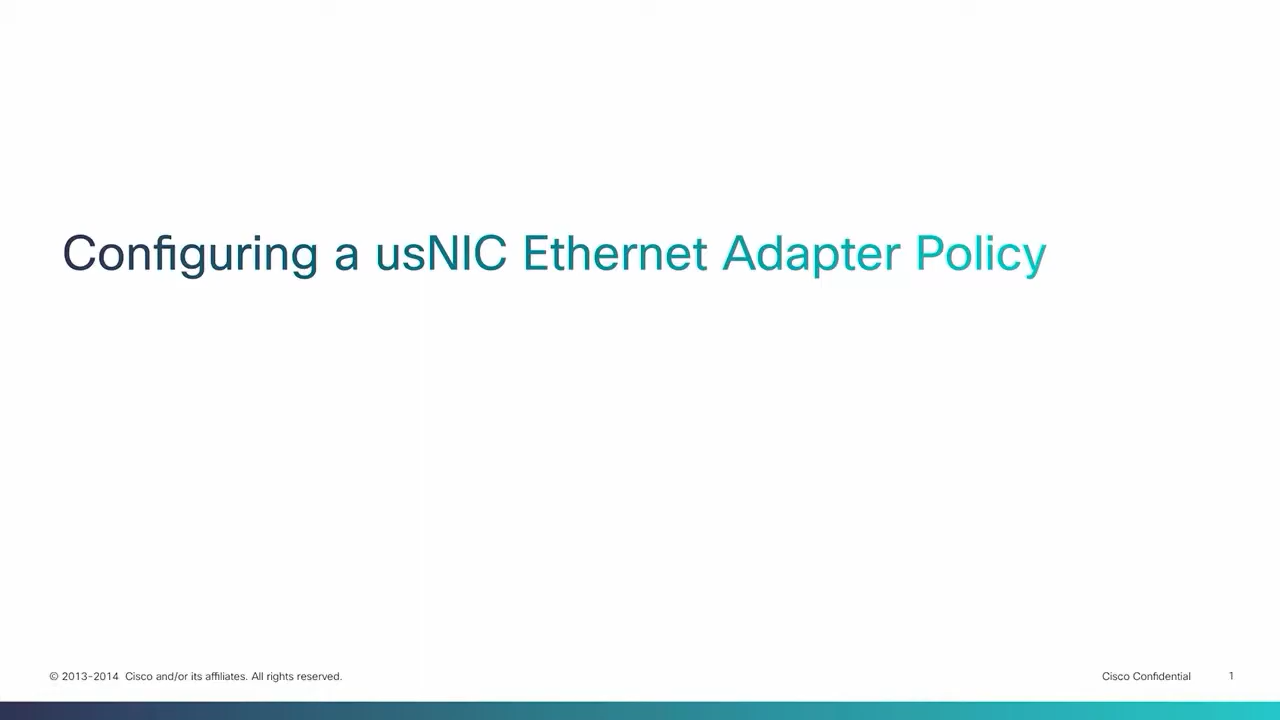 Configuring a usNIC Ethernet Adapter Policy
© 2013-2014 Cisco and/or its affiliates. All rights reserved.
Cisco Confidential
1